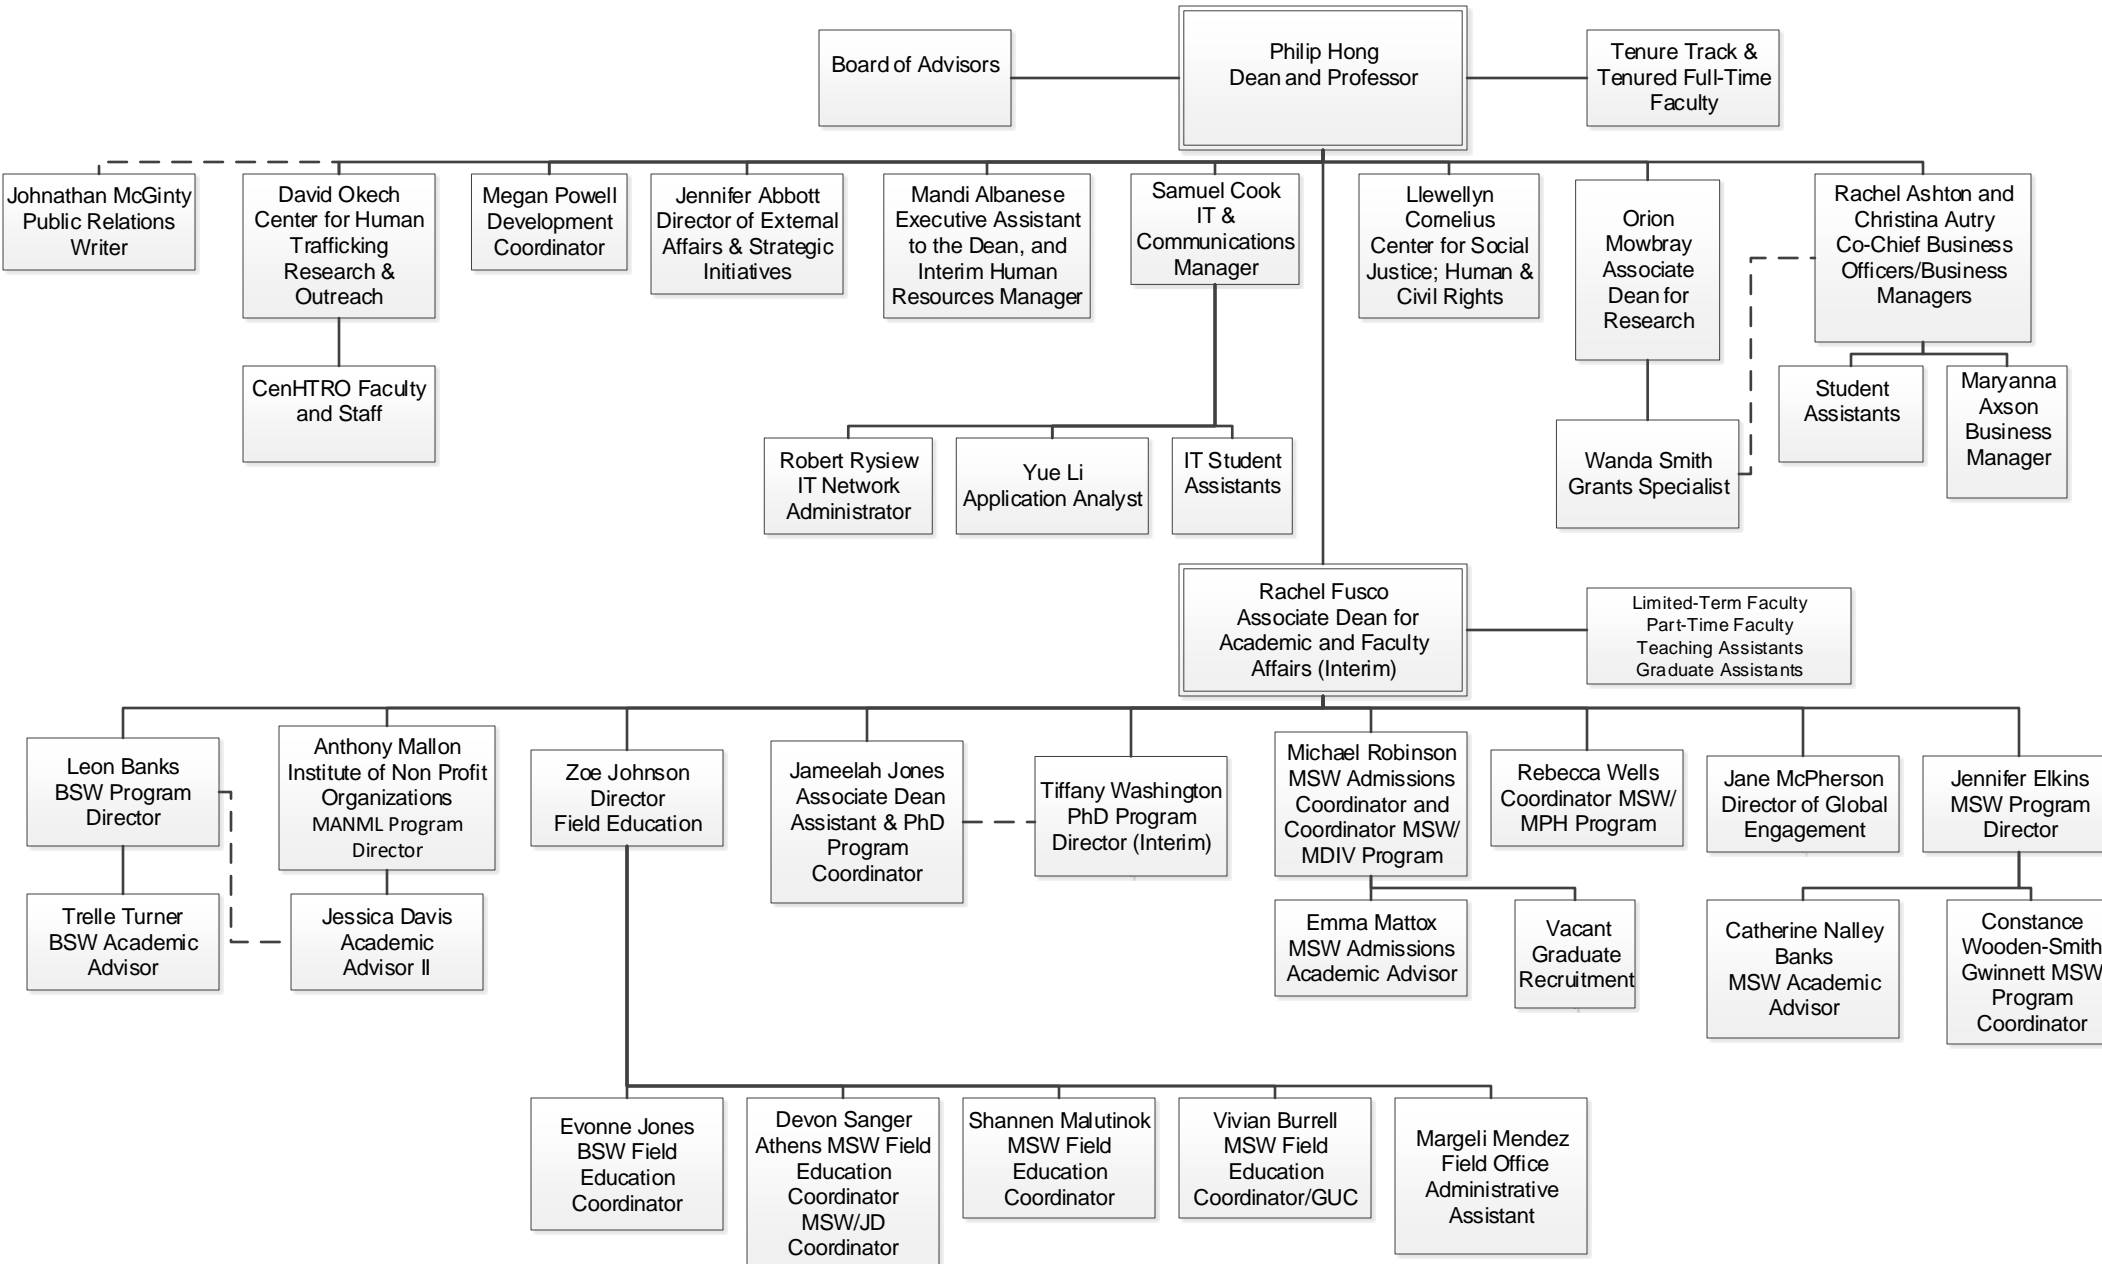 Board of Advisors
Philip Hong
Dean and Professor
Tenure Track &
Tenured Full-Time
Faculty
Johnathan McGinty
Public Relations
Writer
David Okech
Center for Human
Trafficking
Research &
Outreach
Megan Powell
Development
Coordinator
Jennifer Abbott
Director of External
Affairs & Strategic
Initiatives
Mandi Albanese
Executive Assistant
to the Dean, and
Interim Human
Resources Manager
Samuel Cook
IT &
Communications
Manager
Llewellyn
Cornelius
Center for Social
Justice; Human &
Civil Rights
Orion
Mowbray
Associate
Dean for
Research
Rachel Ashton and
Christina Autry
Co-Chief Business
Officers/Business
Managers
CenHTRO Faculty
and Staff
Student
Assistants
Maryanna
Axson
Business
Manager
Robert Rysiew
IT Network
Administrator
Yue Li
Application Analyst
IT Student
Assistants
Wanda Smith
Grants Specialist
Rachel Fusco
Associate Dean for
Academic and Faculty
Affairs (Interim)
Limited-Term Faculty
Part-Time Faculty
Teaching Assistants
Graduate Assistants
Leon Banks
BSW Program
Director
Anthony Mallon
Institute of Non Profit
Organizations
MANML Program
Director
Zoe Johnson
Director
Field Education
Jameelah Jones
Associate Dean
Assistant & PhD
Program
Coordinator
Tiffany Washington
PhD Program
Director (Interim)
Michael Robinson
MSW Admissions
Coordinator and
Coordinator MSW/
MDIV Program
Rebecca Wells
Coordinator MSW/
MPH Program
Jane McPherson
Director of Global
Engagement
Jennifer Elkins
MSW Program
Director
Trelle Turner
BSW Academic
Advisor
Jessica Davis
Academic
Advisor II
Emma Mattox
MSW Admissions
Academic Advisor
Vacant
Graduate
Recruitment
Catherine Nalley
Banks
MSW Academic
Advisor
Constance
Wooden-Smith
Gwinnett MSW
Program
Coordinator
Evonne Jones
BSW Field
Education
Coordinator
Devon Sanger
Athens MSW Field
Education
Coordinator
MSW/JD
Coordinator
Shannen Malutinok
MSW Field
Education
Coordinator
Vivian Burrell
MSW Field
Education
Coordinator/GUC
Margeli Mendez
Field Office
Administrative
Assistant